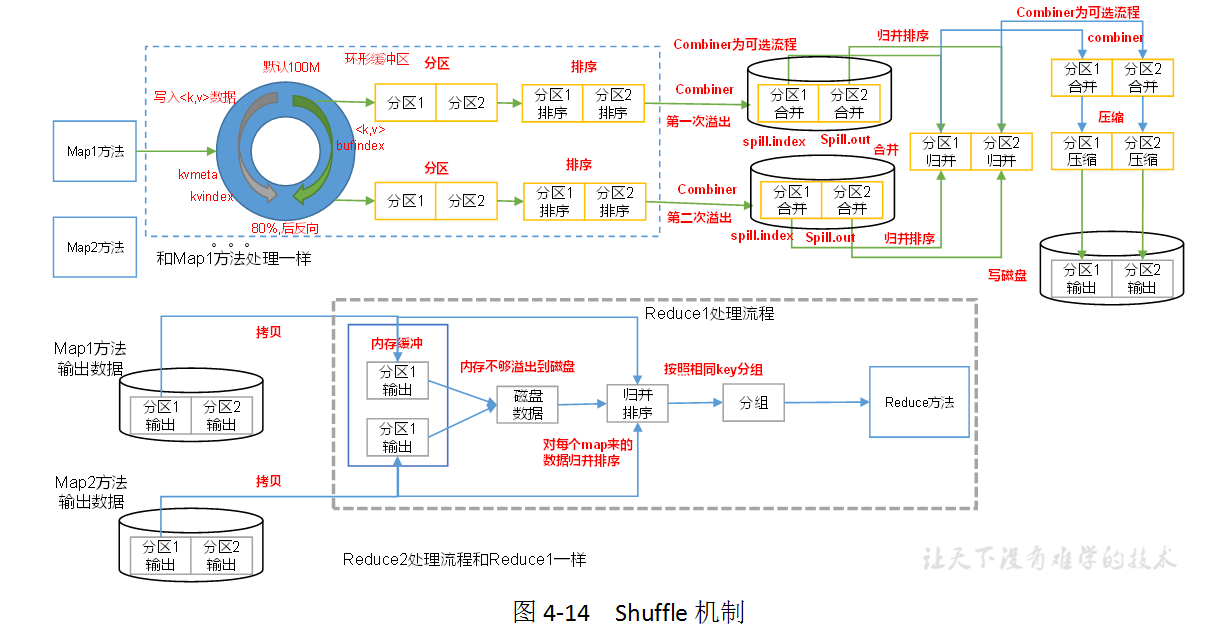 Combiner为可选流程
归并排序
Combiner为可选流程
combiner
默认100M
环形缓冲区
分区
排序
写入<k,v>数据
分区1
分区2
分区1
排序
分区2
排序
Combiner
第一次溢出
分区1
合并
分区2
合并
spill.index
Spill.out
分区1
合并
分区2
合并
压缩
<k,v>
bufindex
Map1方法
kvmeta
kvindex
分区
排序
合并
分区1
归并
分区2
归并
分区1
压缩
分区2
压缩
分区1
分区2
分区1
排序
分区2
排序
Combiner
第二次溢出
分区1
合并
分区2
合并
spill.index
Spill.out
归并排序
80%,后反向
Map2方法
。。。
和Map1方法处理一样
写磁盘
分区1
输出
分区2
输出
Reduce1处理流程
拷贝
Map1方法
输出数据
分区1
输出
分区2
输出
内存缓冲
分区1
输出
分区1
输出
内存不够溢出到磁盘
磁盘
数据
归并
排序
对每个map来的
数据归并排序
按照相同key分组
分组
Reduce方法
拷贝
Map2方法
输出数据
分区1
输出
分区2
输出
Reduce2处理流程和Reduce1一样
让天下没有难学的技术
图 4-14 Shuffle 机制